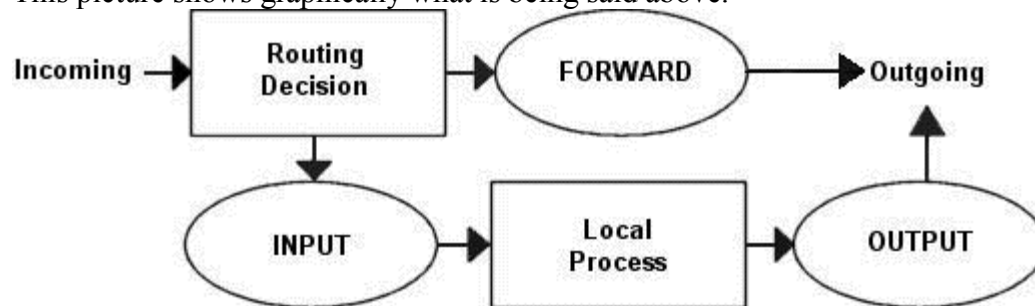 This picture shows graphically what is being said above.
Incoming
Routing
Decision
FORWARD
Outgoing
INPUT
Local
Process
OUTPUT